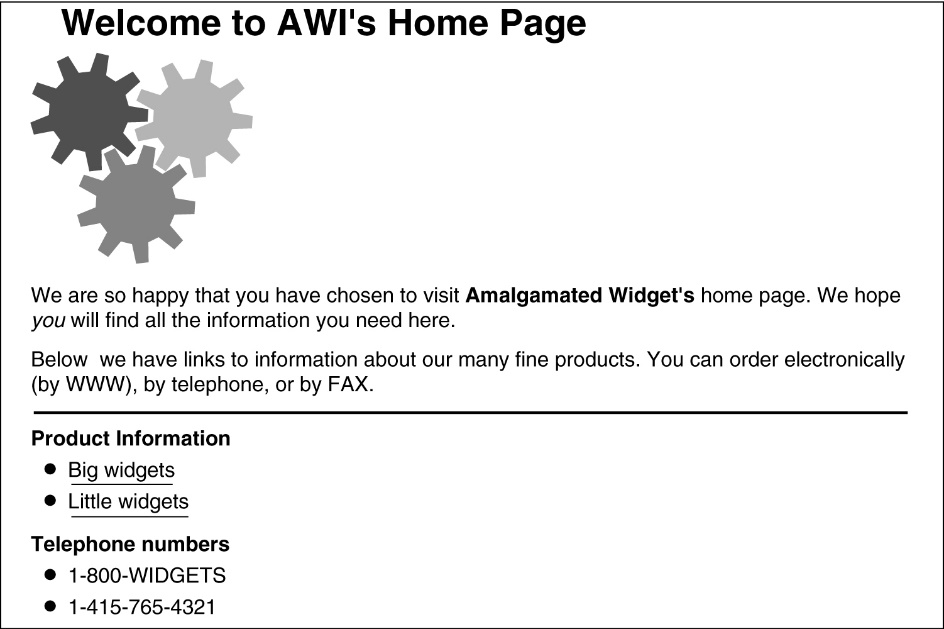 Welcome to AWI's Home Page
We are so happy that you have chosen to visit Amalgamated Widget's home page. We hope
you will find all the information you need here.
Below we have links to information about our many fine products. You can order electronically
(by WWW), by telephone, or by FAX.
Product Information
● Big widgets
● Little widgets
Telephone numbers
● 1-800-WIDGETS
● 1-415-765-4321